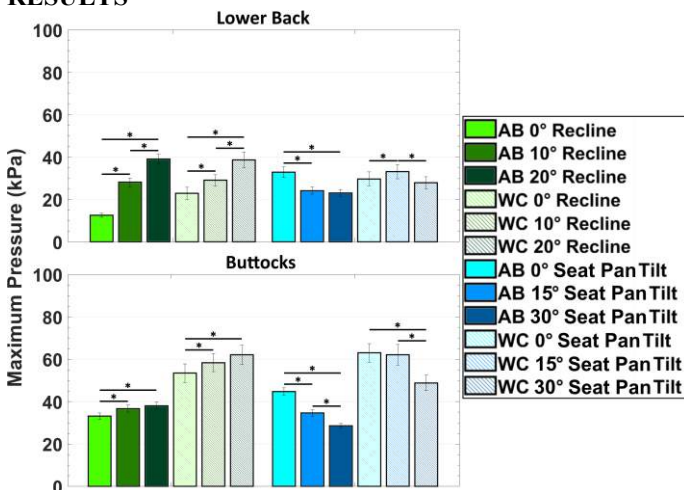 RESULTS
Lower Back
100
80
60
40
20
0
* * * * * * * * * *
Buttocks
100
80
60
40
20
0
* * * * * * * * *
Maximum Pressure (kPa)
AB 0° Recline
AB 10° Recline
AB 20° Recline
WC 0° Recline
WC 10° Recline
WC 20° Recline
AB 0° Seat Pan Tilt
AB 15° Seat Pan Tilt
AB 30° Seat Pan Tilt
WC 0° Seat Pan Tilt
WC 15° Seat Pan Tilt
WC 30° Seat Pan Tilt